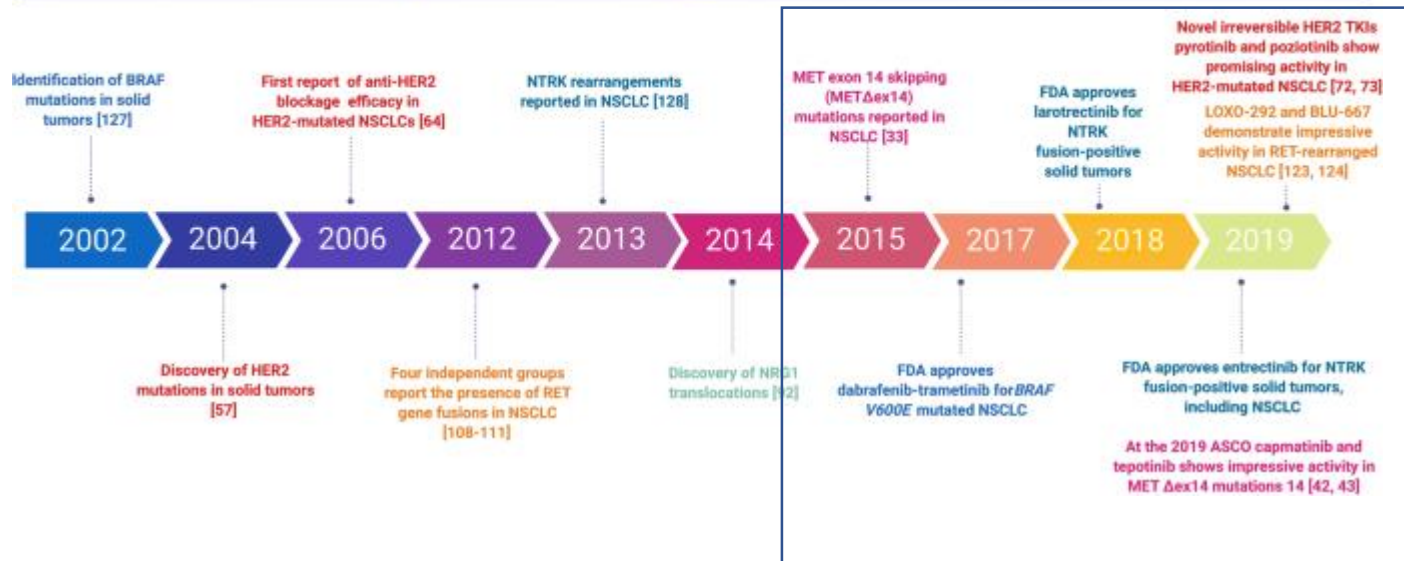 Identification of BRAF
mutations in solid
tumors [127]
First report of anti-HER2
blockage efficacy in
HER2-mutated NSCLCs [64]
NTRK rearrangements
reported in NSCLC [128]
MET exon 14 skipping
(METΔex14)
mutations reported in
NSCLC [33]
FDA approves
larotrectinib for
NTRK
fusion-positive
solid tumors
Novel irreversible HER2 TKIs
pyrotinib and poziotinib show
promising activity in
HER2-mutated NSCLC [72, 73]
LOXO-292 and BLU-667
demonstrate impressive
activity in RET-rearranged
NSCLC [123, 124]
2002 2004 2006 2012 2013 2014 2015 2017 2018 2019
Discovery of HER2
mutations in solid tumors
[57]
Four independent groups
report the presence of RET
gene fusions in NSCLC
[108-111]
Discovery of NRG1
translocations [92]
FDA approves
dabrafenib-trametinib for BRAF
V600E mutated NSCLC
FDA approves entrectinib for NTRK
fusion-positive solid tumors,
including NSCLC
At the 2019 ASCO capmatinib and
tepotinib shows impressive activity in
MET Δex14 mutations 14 [42, 43]